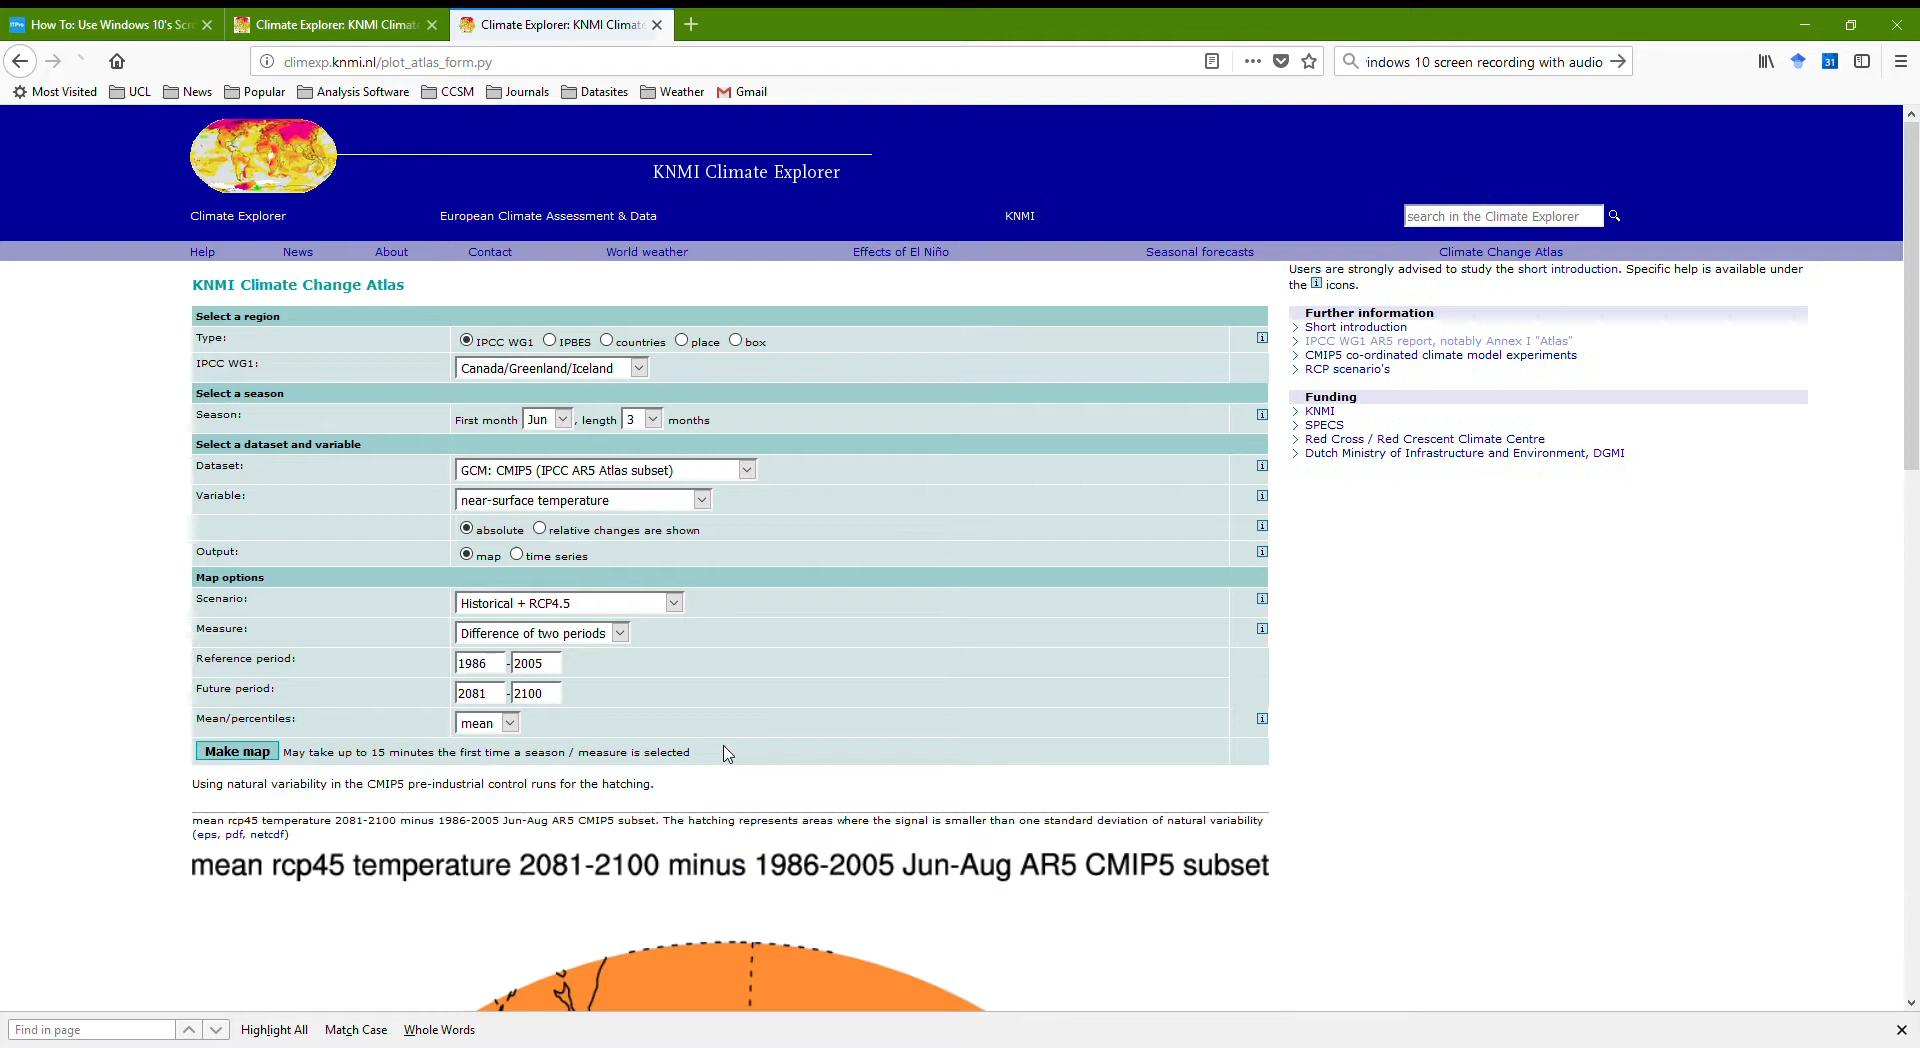 How To: Use Windows 10's Scr
Climate Explorer: KNMI Climat
Climate Explorer: KNMI Climate
climexp.knmi.nl/plot_atlas_form.py
indows 10 screen recording with audio
31
Most Visited UCL News Popular Analysis Software CCSM Journals Datasites Weather Gmail
KNMI Climate Explorer
Climate Explorer European Climate Assessment & Data KNMI search in the Climate Explorer
Help News About Contact World weather Effects of El Niño Seasonal forecasts Climate Change Atlas
KNMI Climate Change Atlas
Select a region
Type: IPCC WG1 IPBES countries place box
IPCC WG1: Canada/Greenland/Iceland
Select a season
Season: First month Jun , length 3 months
Select a dataset and variable
Dataset: GCM: CMIP5 (IPCC AR5 Atlas subset)
Variable: near-surface temperature
absolute relative changes are shown
Output: map time series
Map options
Scenario: Historical + RCP4.5
Measure: Difference of two periods
Reference period: 1986 - 2005
Future period: 2081 - 2100
Mean/percentiles: mean
Make map May take up to 15 minutes the first time a season / measure is selected
Using natural variability in the CMIP5 pre-industrial control runs for the hatching.
mean rcp45 temperature 2081-2100 minus 1986-2005 Jun-Aug AR5 CMIP5 subset. The hatching represents areas where the signal is smaller than one standard deviation of natural variability
(eps, pdf, netcdf)
mean rcp45 temperature 2081-2100 minus 1986-2005 Jun-Aug AR5 CMIP5 subset
Users are strongly advised to study the short introduction. Specific help is available under
the i icons.
Further information
Short introduction
IPCC WG1 AR5 report, notably Annex I "Atlas"
CMIP5 co-ordinated climate model experiments
RCP scenario's
Funding
KNMI
SPECS
Red Cross / Red Crescent Climate Centre
Dutch Ministry of Infrastructure and Environment, DGMI
Find in page Highlight All Match Case Whole Words